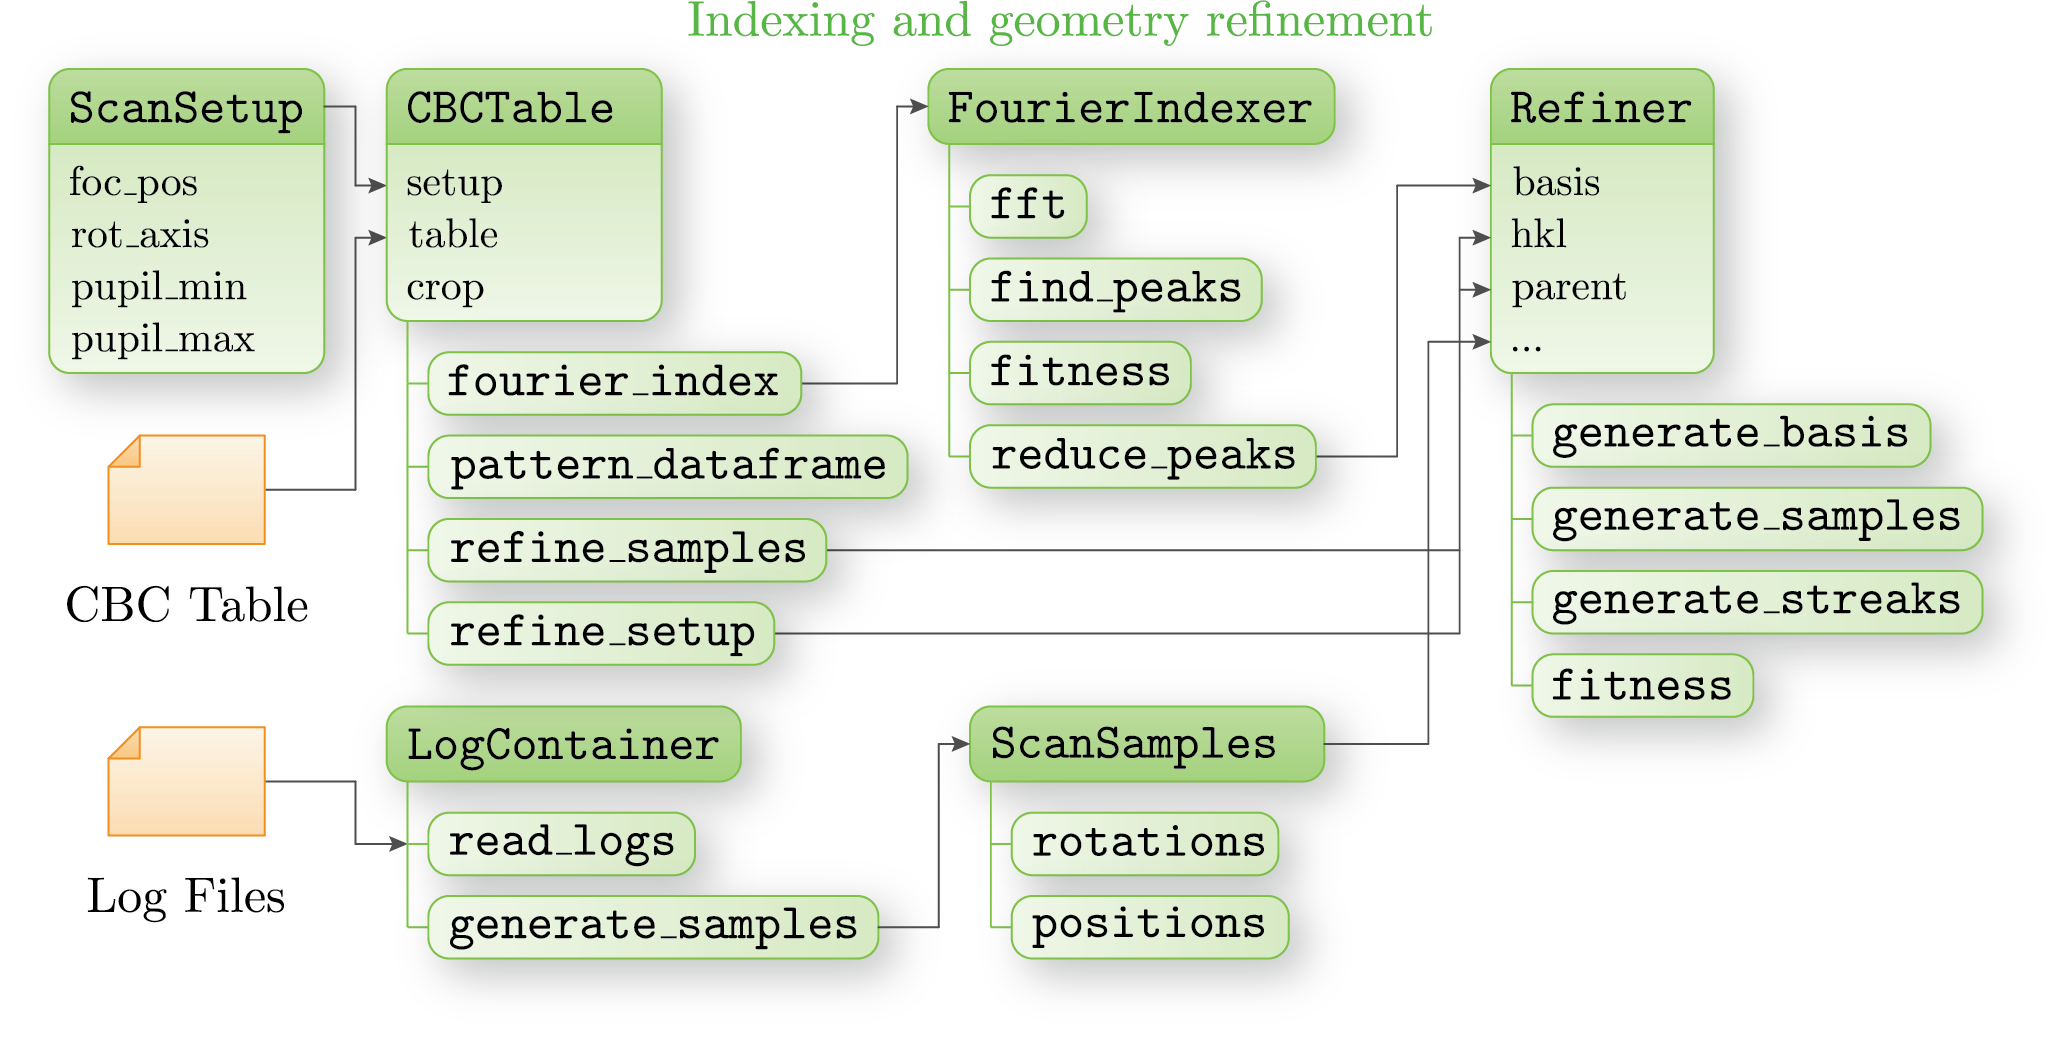 Indexing and geometry refinement
ScanSetup
foc_pos
rot_axis
pupil_min
pupil_max
CBC Table
Log Files
CBCTable
setup
table
crop
fourier_index
pattern_dataframe
refine_samples
refine_setup
LogContainer
read_logs
generate_samples
FourierIndexer
fft
find_peaks
fitness
reduce_peaks
ScanSamples
rotations
positions
Refiner
basis
hkl
parent
...
generate_basis
generate_samples
generate_streaks
fitness